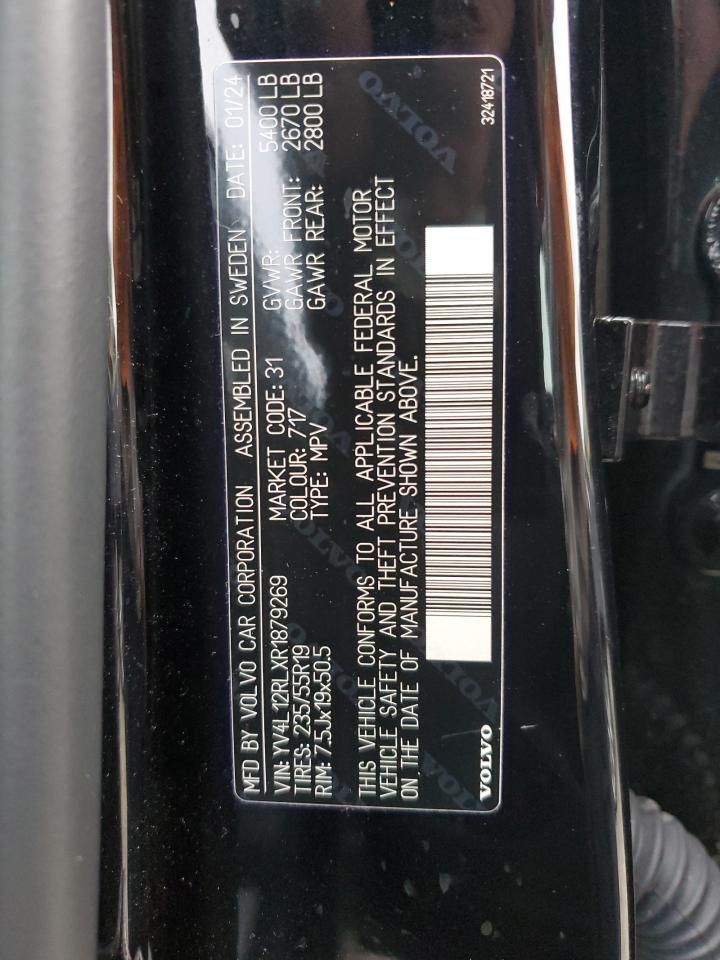 MFD BY VOLVO CAR CORPORATION ASSEMBLED IN SWEDEN DATE: 01/24
VIN: YV4L12RLXR1879269 MARKET CODE: 31 GVWR: 5400 LB
TIRES: 235/55R19 COLOUR: 717 GAWR FRONT: 2670 LB
RIM: 7.5Jx19x50.5 TYPE: MPV GAWR REAR: 2800 LB
THIS VEHICLE CONFORMS TO ALL APPLICABLE FEDERAL MOTOR
VEHICLE SAFETY AND THEFT PREVENTION STANDARDS IN EFFECT
ON THE DATE OF MANUFACTURE SHOWN ABOVE.
VOLVO 32418721